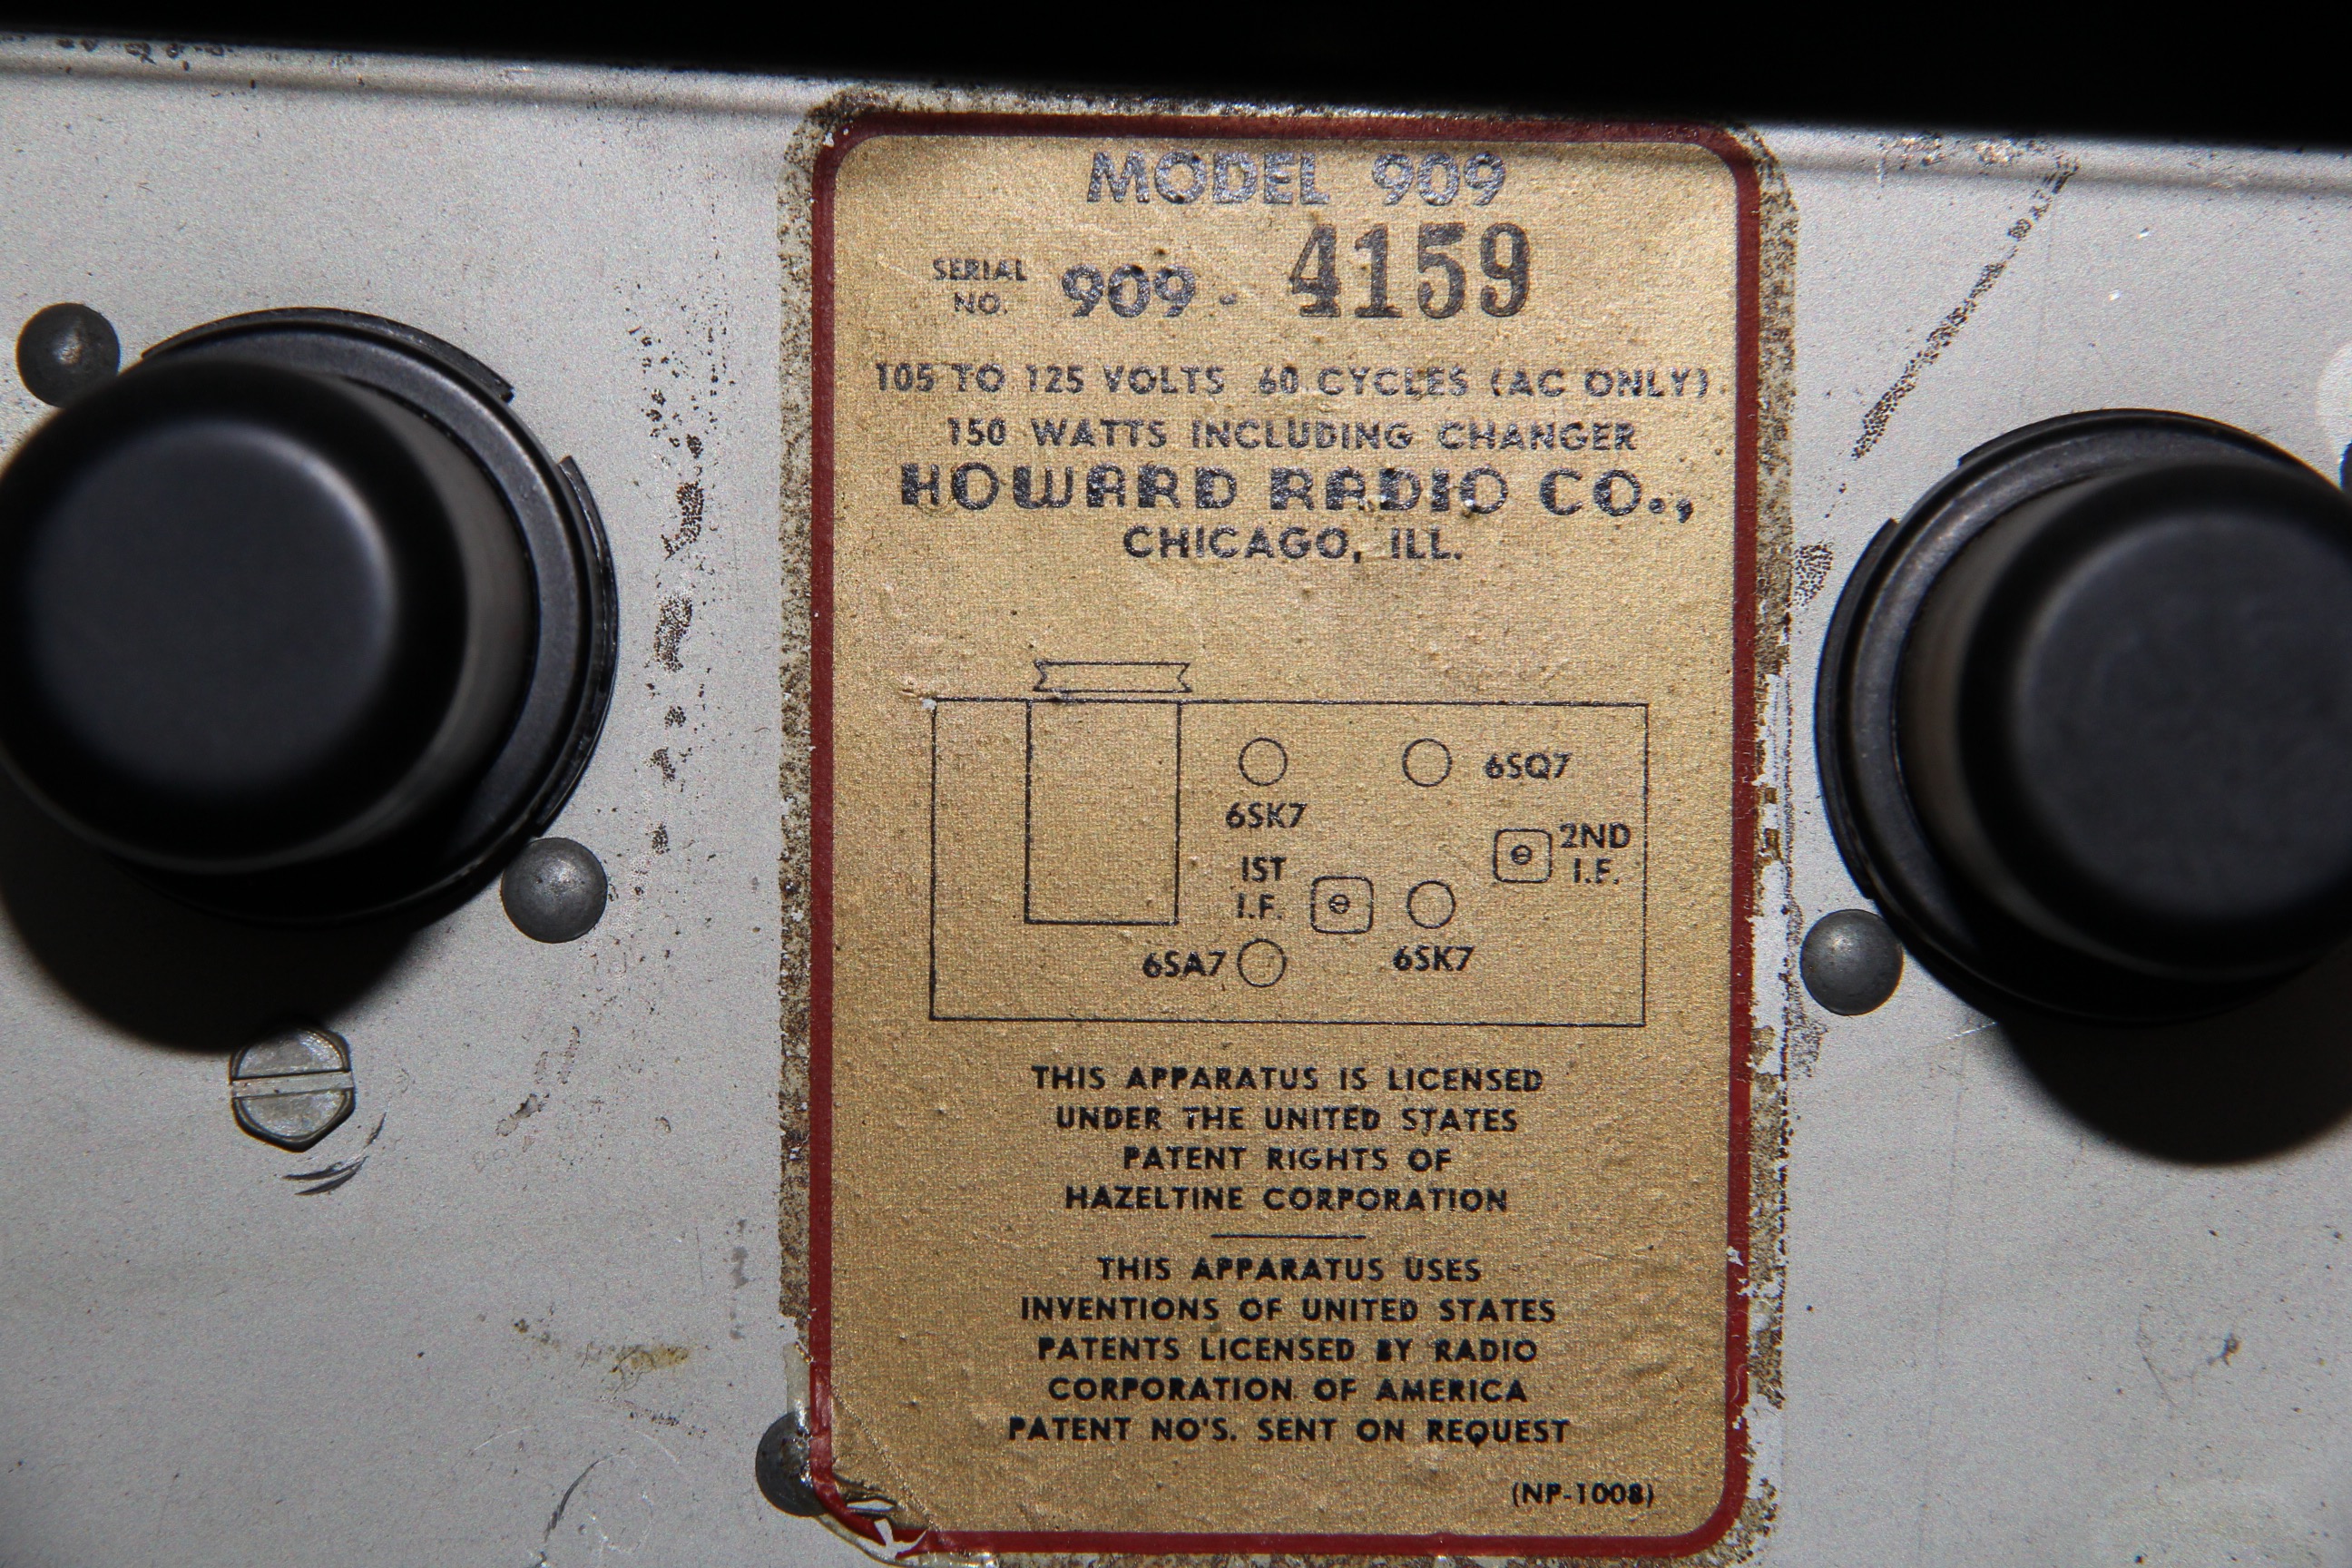 MODEL 909
SERIAL NO. 909 - 4159
105 TO 125 VOLTS 60 CYCLES (AC ONLY)
150 WATTS INCLUDING CHANGER
HOWARD RADIO CO.,
CHICAGO, ILL.
6SQ7
6SK7
2ND
I.F.
1ST
I.F.
6SA7
6SK7
THIS APPARATUS IS LICENSED
UNDER THE UNITED STATES
PATENT RIGHTS OF
HAZELTINE CORPORATION
THIS APPARATUS USES
INVENTIONS OF UNITED STATES
PATENTS LICENSED BY RADIO
CORPORATION OF AMERICA
PATENT NO'S. SENT ON REQUEST
(NP-1008)